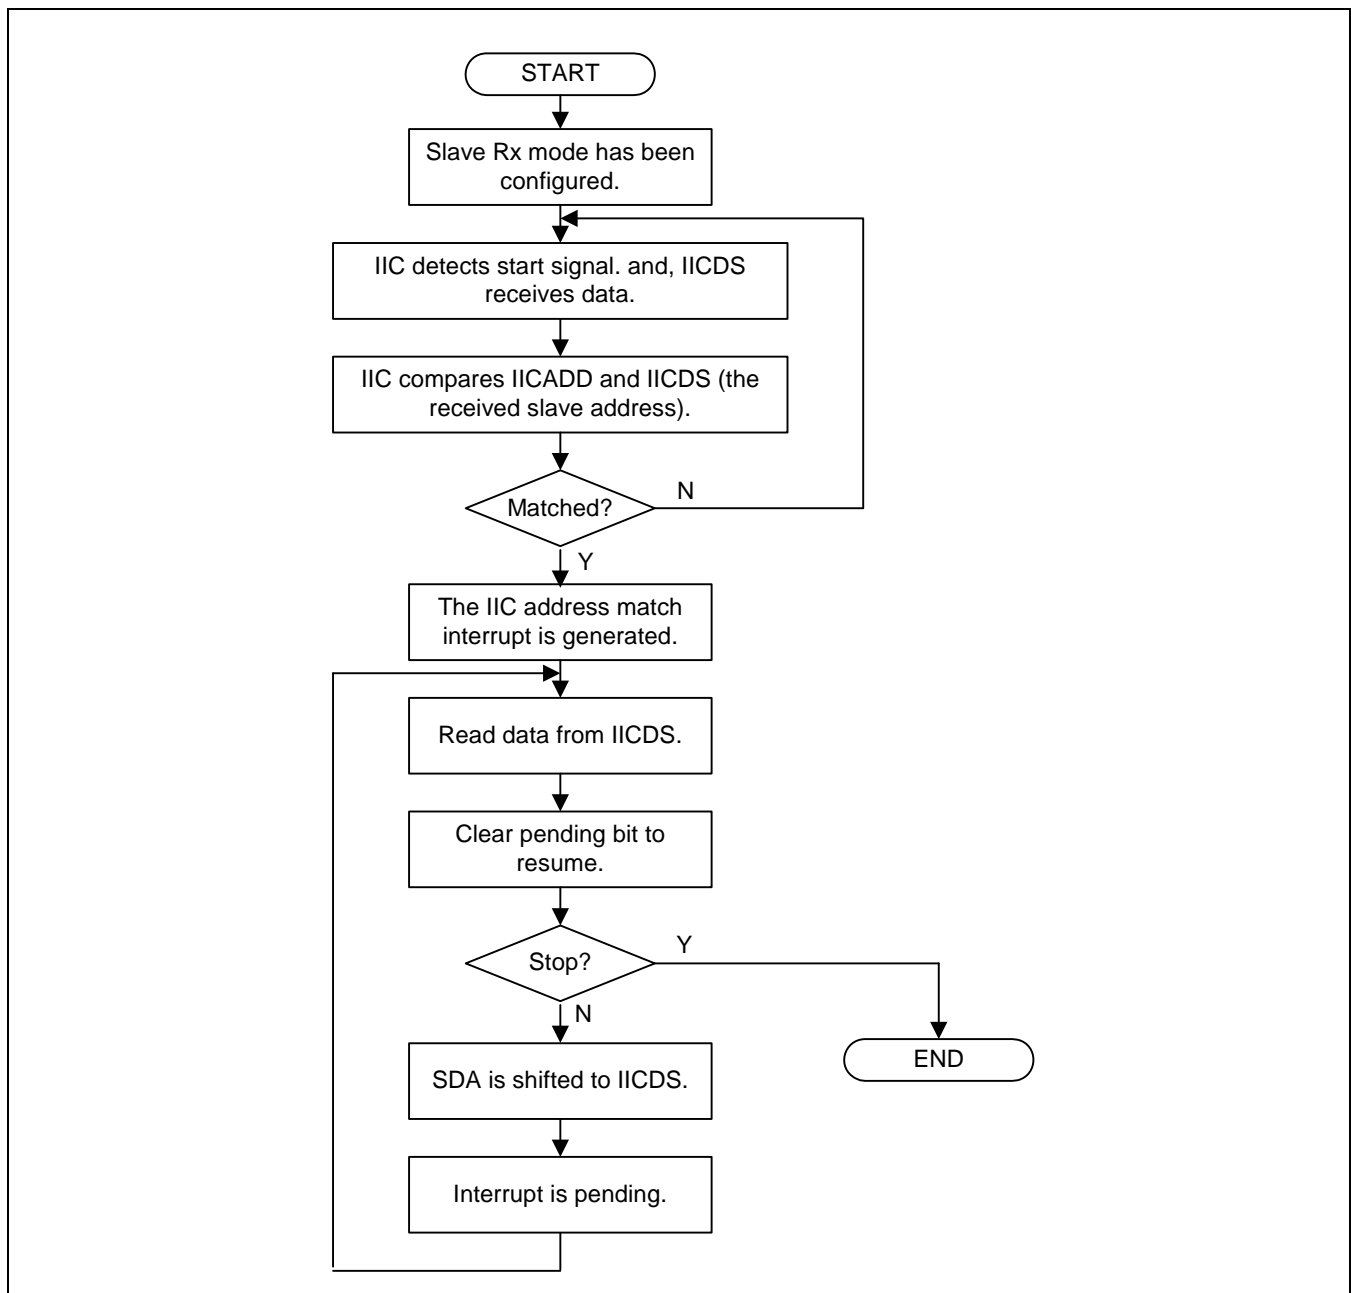 START
Slave Rx mode has been
configured.
IIC detects start signal. and, IICDS
receives data.
IIC compares IICADD and IICDS (the
received slave address).
Matched?
N
Y
The IIC address match
interrupt is generated.
Read data from IICDS.
Clear pending bit to
resume.
Stop?
Y
N
SDA is shifted to IICDS.
END
Interrupt is pending.